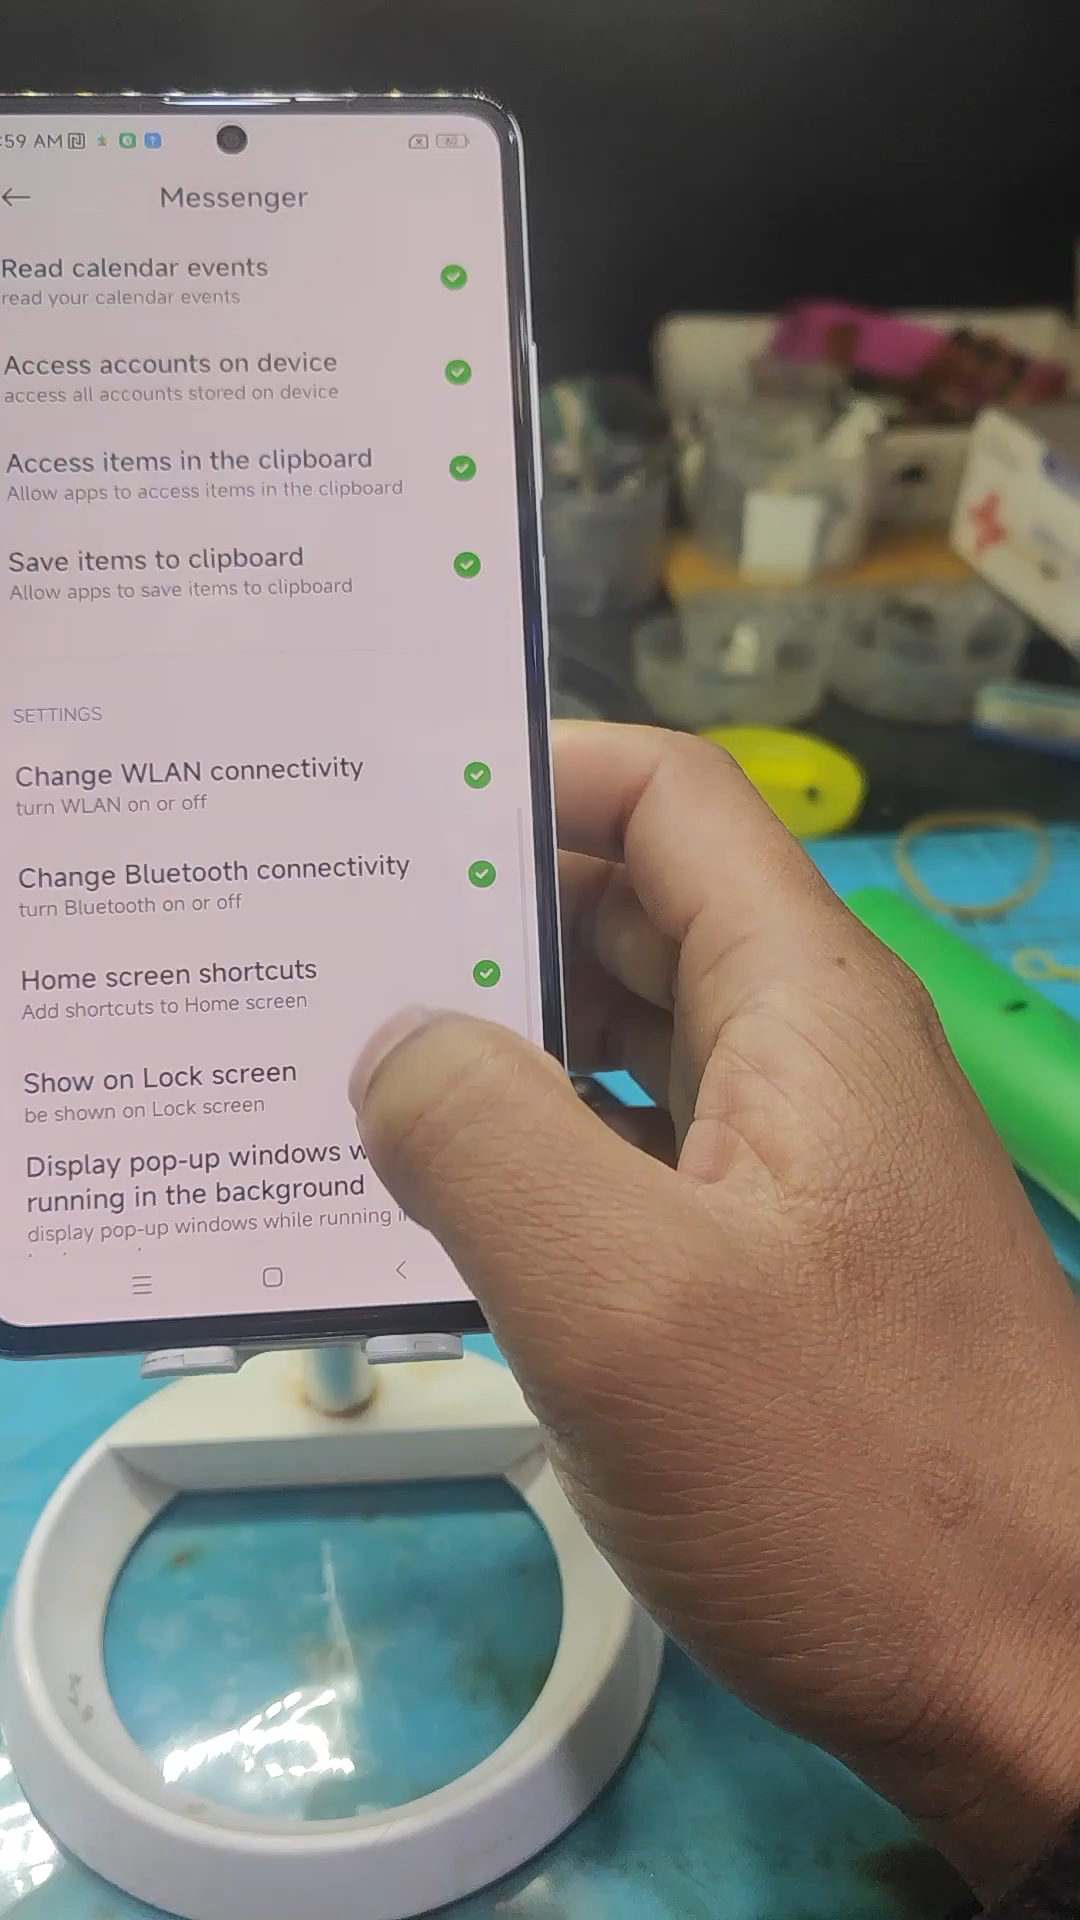 :59 AM
Messenger
Read calendar events
read your calendar events
Access accounts on device
access all accounts stored on device
Access items in the clipboard
Allow apps to access items in the clipboard
Save items to clipboard
Allow apps to save items to clipboard
SETTINGS
Change WLAN connectivity
turn WLAN on or off
Change Bluetooth connectivity
turn Bluetooth on or off
Home screen shortcuts
Add shortcuts to Home screen
Show on Lock screen
be shown on Lock screen
Display pop-up windows
running in the background
display pop-up windows while running